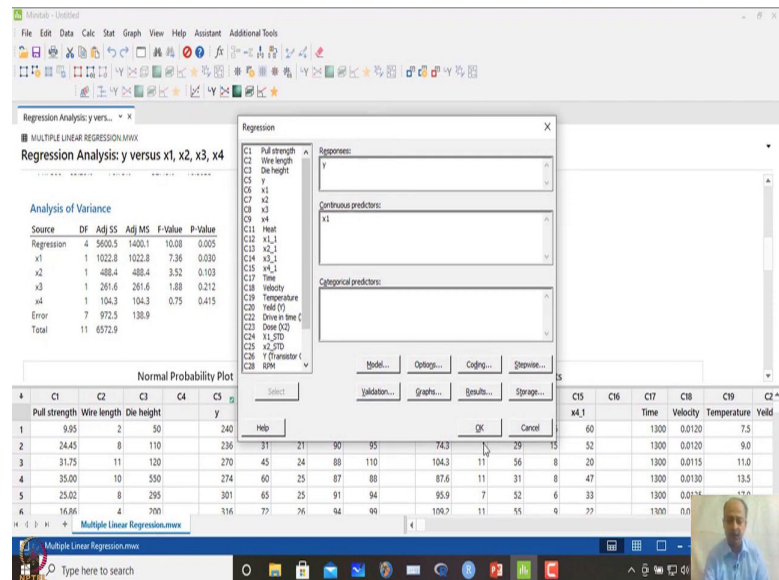 Minitab - Untitled
File Edit Data Calc Stat Graph View Help Assistant Additional Tools
Regression Analysis: y vers...
MULTIPLE LINEAR REGRESSION.MWX
Regression Analysis: y versus x1, x2, x3, x4
Analysis of Variance
Source DF Adj SS Adj MS F-Value P-Value
Regression 4 5600.5 1400.1 10.08 0.005
x1 1 1022.8 1022.8 7.36 0.030
x2 1 488.4 488.4 3.52 0.103
x3 1 261.6 261.6 1.88 0.212
x4 1 104.3 104.3 0.75 0.415
Error 7 972.5 138.9
Total 11 6572.9
Normal Probability Plot
Regression
C1 Pull strength
C2 Wire length
C3 Die height
C5 y
C6 x1
C7 x2
C8 x3
C9 x4
C11 Heat
C12 x1_1
C13 x2_1
C14 x3_1
C15 x4_1
C17 Time
C18 Velocity
C19 Temperature
C20 Yeild (Y)
C22 Drive in time (
C23 Dose (X2)
C24 X1_STD
C25 x2_STD
C26 Y (Transistor (
C28 RPM
Responses:
y
Continuous predictors:
x1
Categorical predictors:
Model... Options... Coding... Stepwise...
Select Validation... Graphs... Results... Storage...
Help OK Cancel
C1 C2 C3 C4 C5 C15 C16 C17 C18 C19
Pull strength Wire length Die height y x4_1 Time Velocity Temperature Yeild
1 9.95 2 50 240 60 1300 0.0120 7.5
2 24.45 8 110 236 31 21 90 95 74.3 29 15 52 1300 0.0120 9.0
3 31.75 11 120 270 45 24 88 110 104.3 11 56 8 20 1300 0.0115 11.0
4 35.00 10 550 274 60 25 87 88 87.6 11 31 8 47 1300 0.0130 13.5
5 25.02 8 295 301 65 25 91 94 95.9 7 52 6 33 1300
6 16.86 4 200 316 72 26 94 99 109.2 11 55 9 22 1300
Multiple Linear Regression.mwx
Multiple Linear Regression.mwx
Type here to search
NPTEL